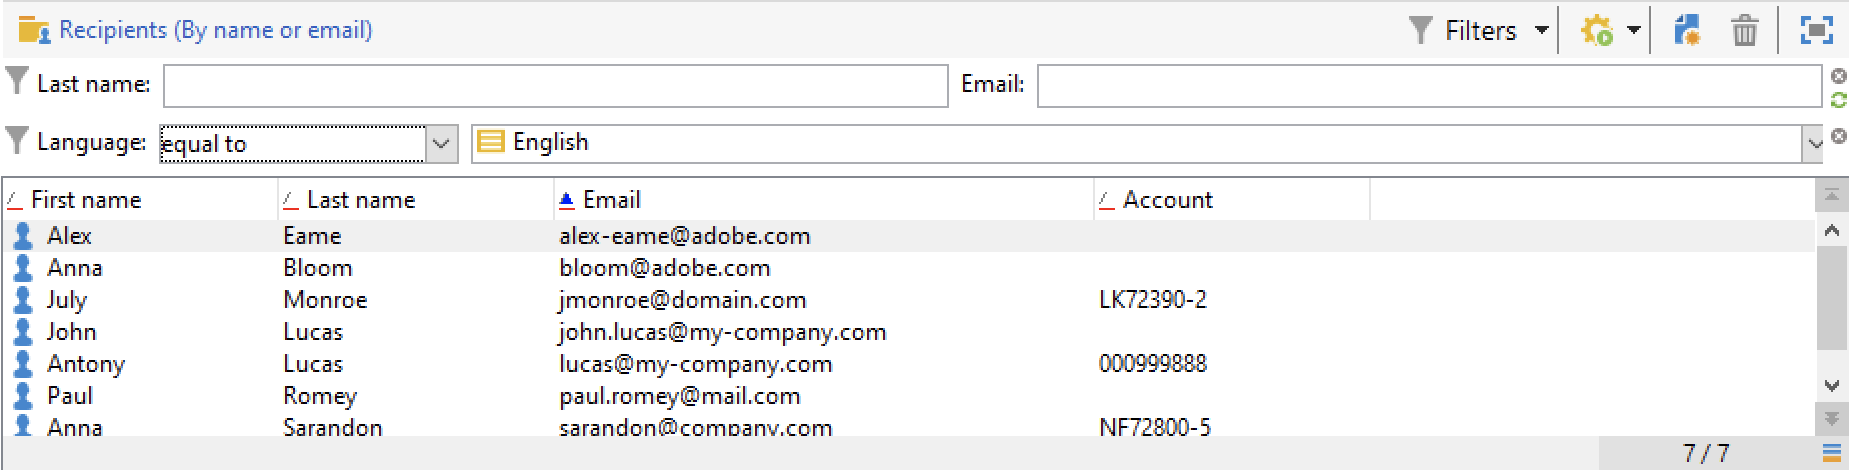 Recipients (By name or email) Filters
Last name: Email:
Language: equal to English
First name Last name Email Account
Alex Eame alex-eame@adobe.com
Anna Bloom bloom@adobe.com
July Monroe jmonroe@domain.com LK72390-2
John Lucas john.lucas@my-company.com
Antony Lucas lucas@my-company.com 000999888
Paul Romey paul.romey@mail.com
Anna Sarandon sarandon@company.com NF72800-5
7 / 7